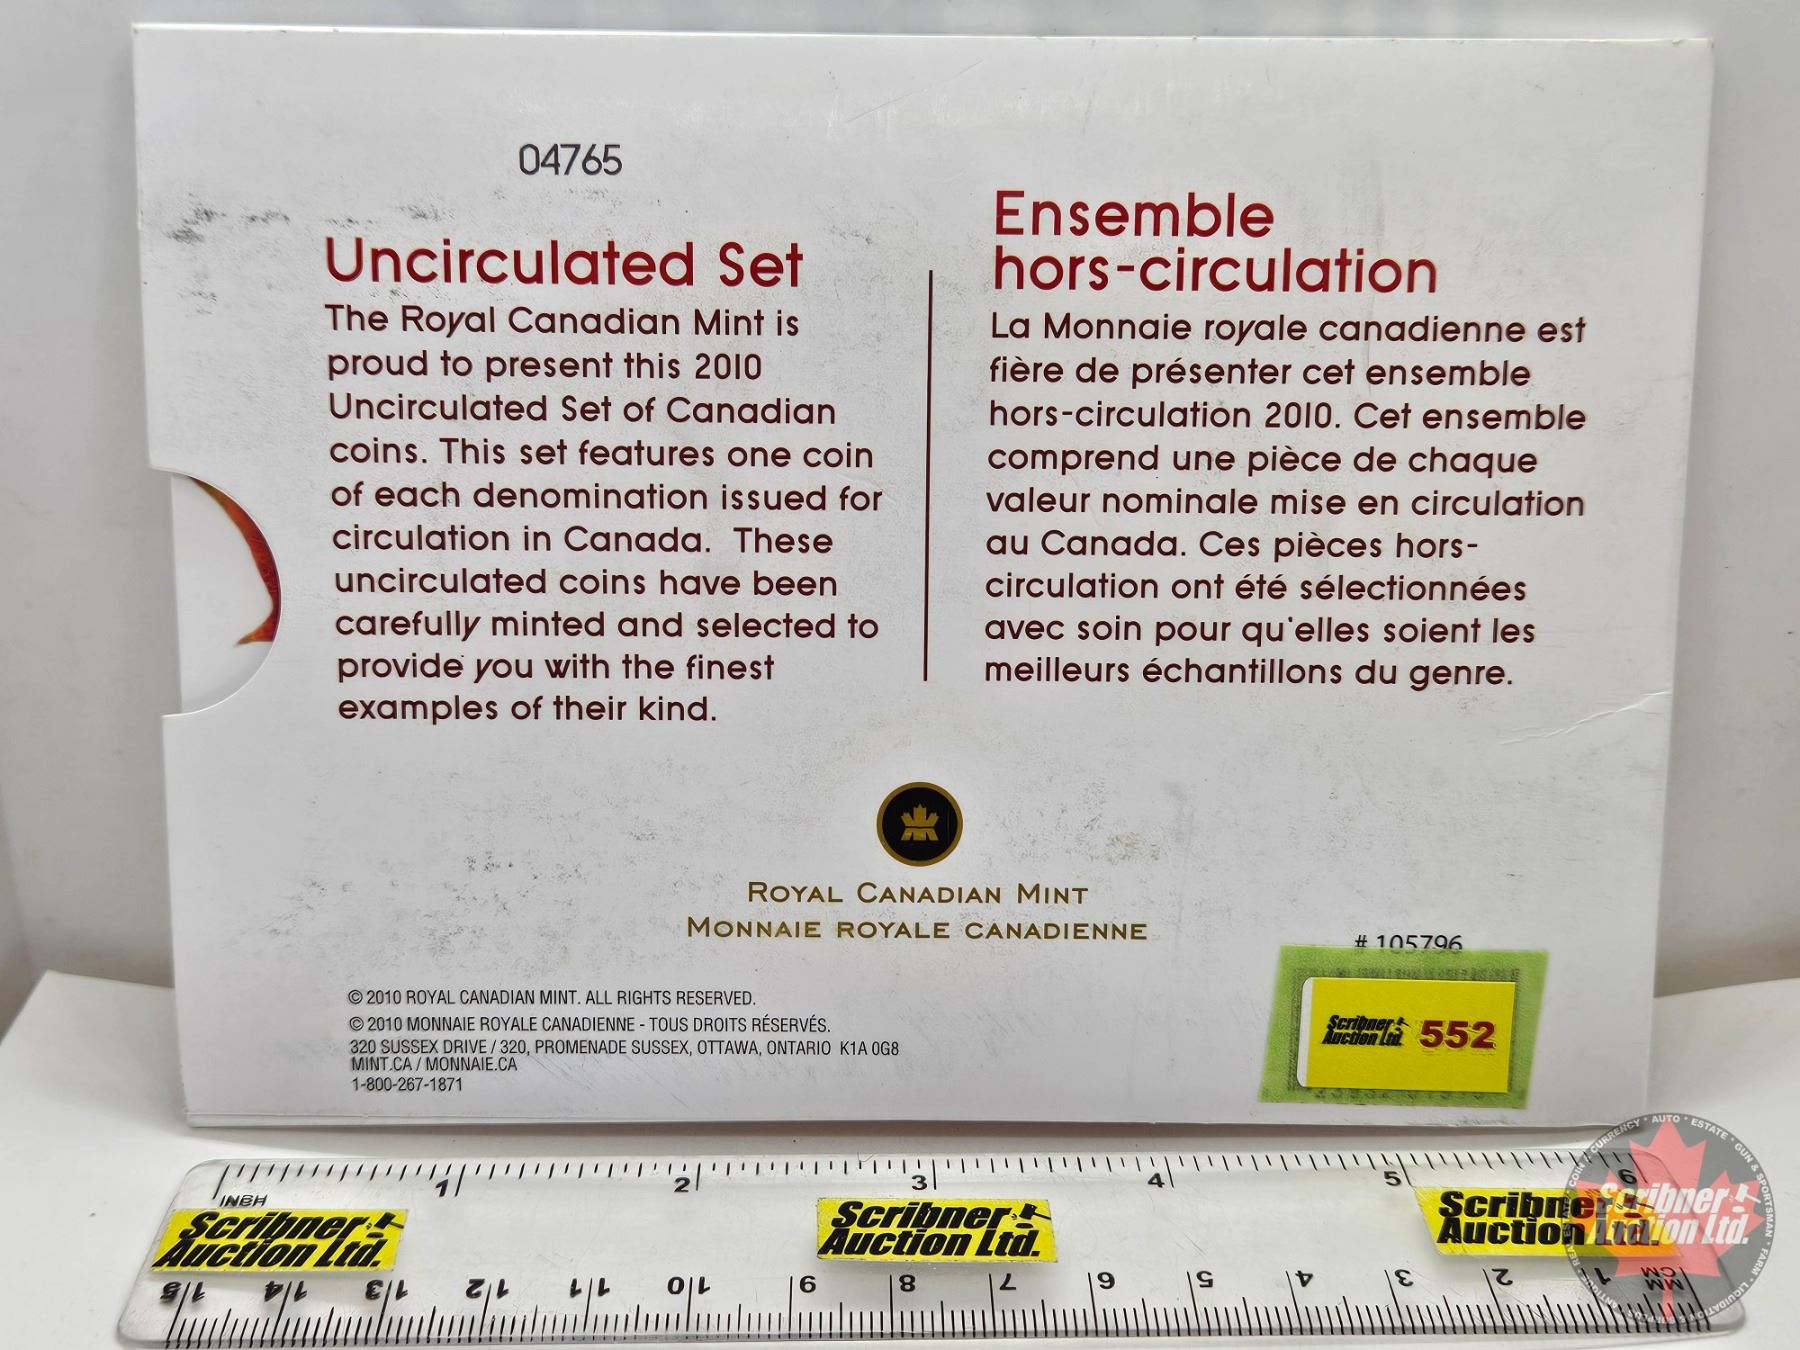 04765
Uncirculated Set
The Royal Canadian Mint is
proud to present this 2010
Uncirculated Set of Canadian
coins. This set features one coin
of each denomination issued for
circulation in Canada.  These
uncirculated coins have been
carefully minted and selected to
provide you with the finest
examples of their kind.
Ensemble
hors-circulation
La Monnaie royale canadienne est
fière de présenter cet ensemble
hors-circulation 2010. Cet ensemble
comprend une pièce de chaque
valeur nominale mise en circulation
au Canada. Ces pièces hors-
circulation ont été sélectionnées
avec soin pour qu'elles soient les
meilleurs échantillons du genre.
ROYAL CANADIAN MINT
MONNAIE ROYALE CANADIENNE
© 2010 ROYAL CANADIAN MINT. ALL RIGHTS RESERVED.
© 2010 MONNAIE ROYALE CANADIENNE - TOUS DROITS RÉSERVÉS.
320 SUSSEX DRIVE / 320, PROMENADE SUSSEX, OTTAWA, ONTARIO  K1A 0G8
MINT.CA / MONNAIE.CA
1-800-267-1871
# 105796
Scribner
Auction Ltd. 552
1 2 3 4 5 6
INCH
Scribner
Auction Ltd.
Scribner
Auction Ltd.
Scribner
Auction Ltd.
15 14 13 12 11 10 9 8 7 6 5 4 3 2 1 MM
CM
CURRENCY • AUTO • ESTATE • GUN & SPORTSMAN • FARM • LIQUIDATION
COIN
Scribner
Auction Ltd.